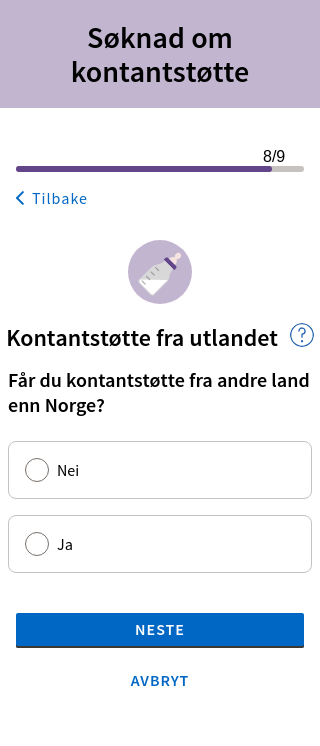 Søknad om
kontantstøtte
8/9
Tilbake
Kontantstøtte fra utlandet
?
Får du kontantstøtte fra andre land
enn Norge?
Nei
Ja
NESTE
AVBRYT